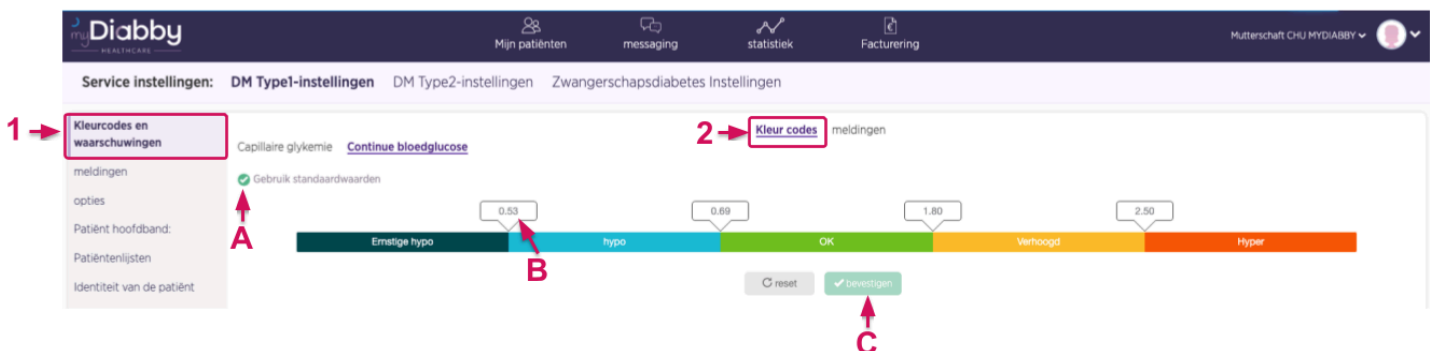 myDiabby
HEALTHCARE
Mijn patiënten messaging statistiek Facturering
Mutterschaft CHU MYDIABBY
Service instellingen: DM Type1-instellingen DM Type2-instellingen Zwangerschapsdiabetes Instellingen
1
Kleurcodes en
waarschuwingen
meldingen
opties
Patiënt hoofdband:
Patiëntenlijsten
Identiteit van de patiënt
2 Kleur codes meldingen
Capillaire glykemie Continue bloedglucose
Gebruik standaardwaarden
A
0.53 0.69 1.80 2.50
B
Ernstige hypo hypo OK Verhoogd Hyper
reset bevestigen
C